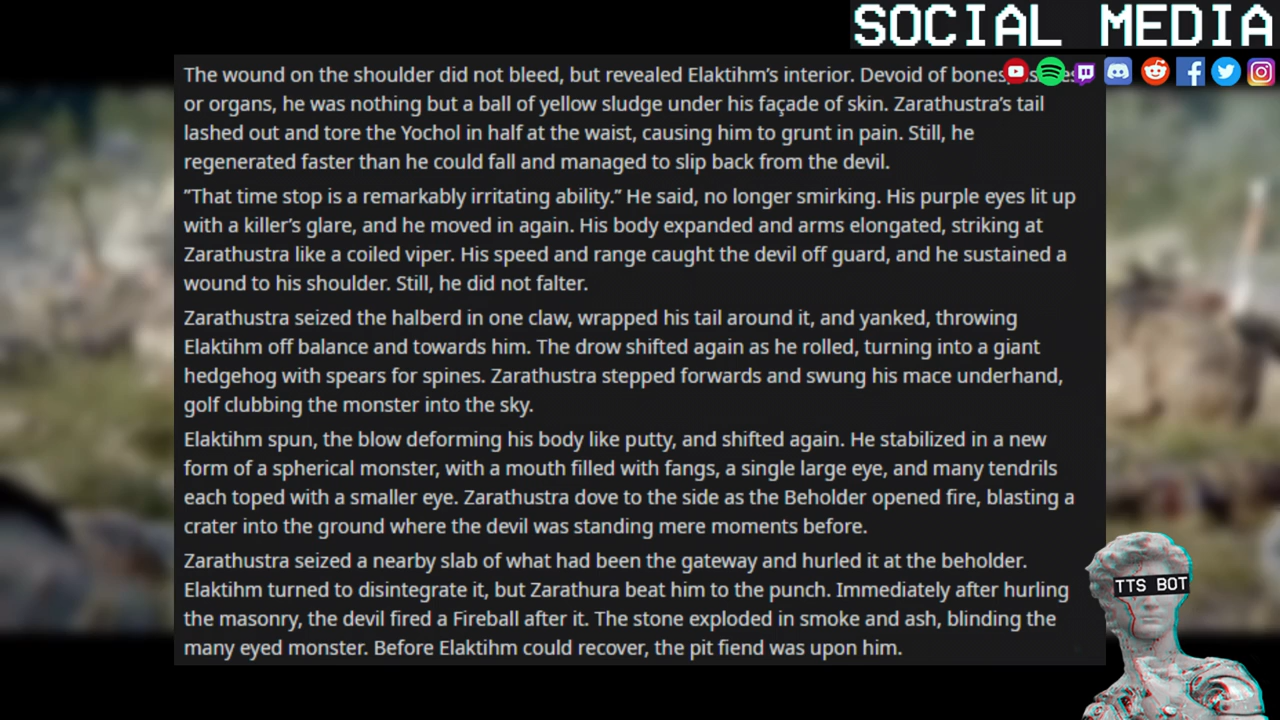 SOCIAL MEDIA
The wound on the shoulder did not bleed, but revealed Elaktihm’s interior. Devoid of bones,
or organs, he was nothing but a ball of yellow sludge under his façade of skin. Zarathustra’s tail
lashed out and tore the Yochol in half at the waist, causing him to grunt in pain. Still, he
regenerated faster than he could fall and managed to slip back from the devil.
”That time stop is a remarkably irritating ability.” He said, no longer smirking. His purple eyes lit up
with a killer’s glare, and he moved in again. His body expanded and arms elongated, striking at
Zarathustra like a coiled viper. His speed and range caught the devil off guard, and he sustained a
wound to his shoulder. Still, he did not falter.
Zarathustra seized the halberd in one claw, wrapped his tail around it, and yanked, throwing
Elaktihm off balance and towards him. The drow shifted again as he rolled, turning into a giant
hedgehog with spears for spines. Zarathustra stepped forwards and swung his mace underhand,
golf clubbing the monster into the sky.
Elaktihm spun, the blow deforming his body like putty, and shifted again. He stabilized in a new
form of a spherical monster, with a mouth filled with fangs, a single large eye, and many tendrils
each toped with a smaller eye. Zarathustra dove to the side as the Beholder opened fire, blasting a
crater into the ground where the devil was standing mere moments before.
Zarathustra seized a nearby slab of what had been the gateway and hurled it at the beholder.
Elaktihm turned to disintegrate it, but Zarathura beat him to the punch. Immediately after hurling
the masonry, the devil fired a Fireball after it. The stone exploded in smoke and ash, blinding the
many eyed monster. Before Elaktihm could recover, the pit fiend was upon him.
TTS BOT